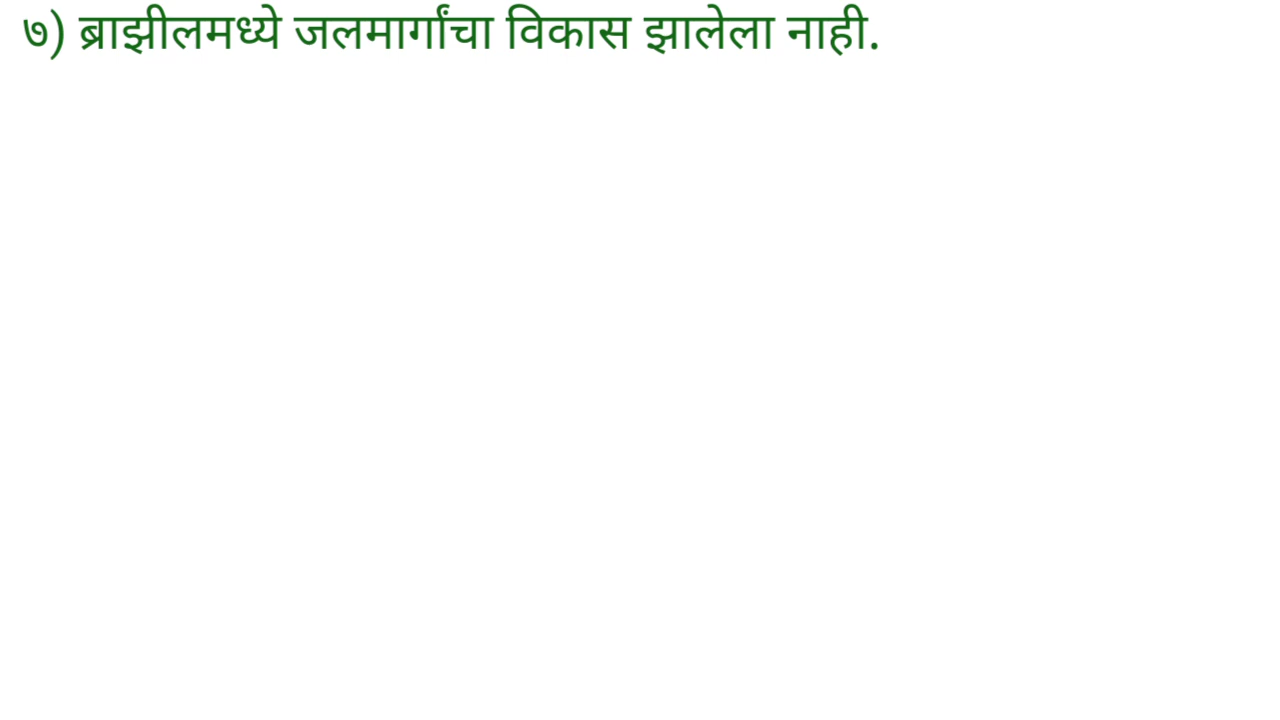 ७) ब्राझीलमध्ये जलमार्गांचा विकास झालेला नाही.